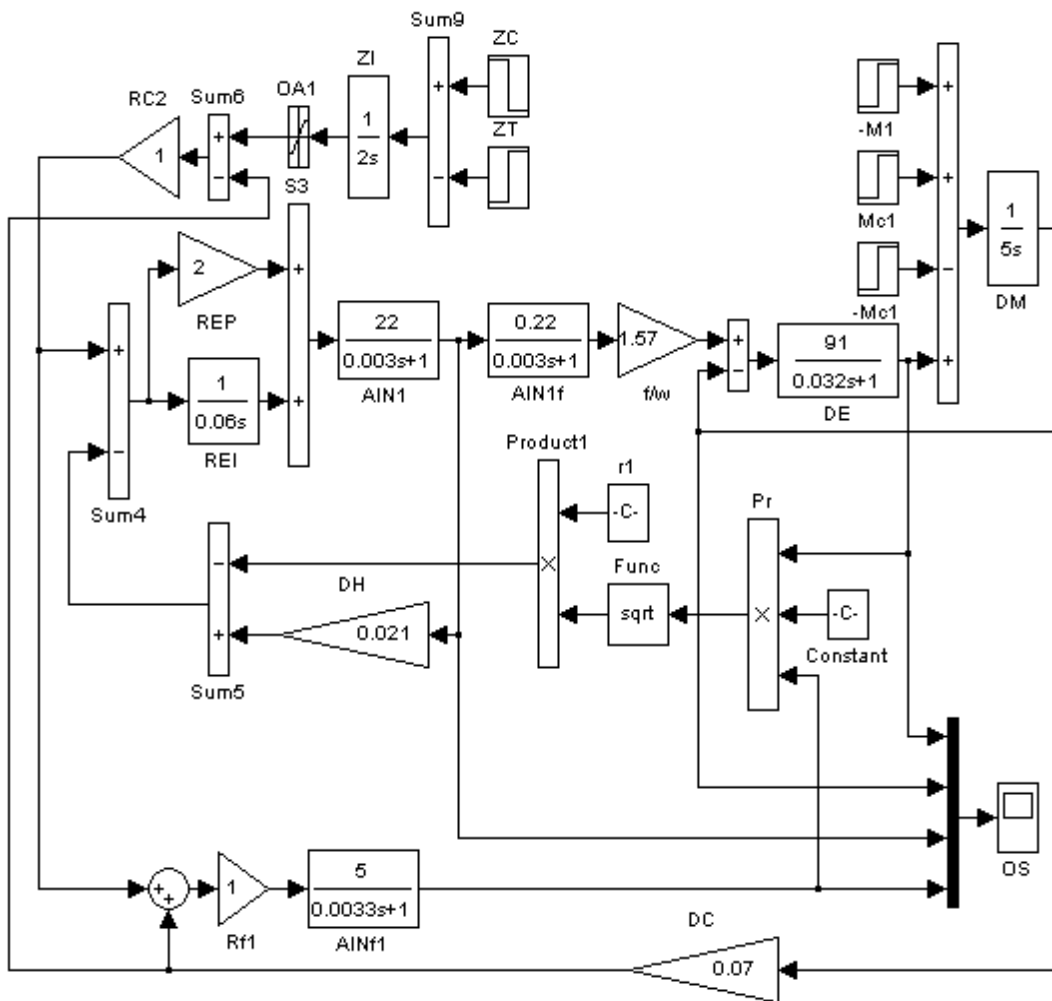 Sum9
ZC
ZI
OA1
Sum6
RC2
+
1
2s
+
-M1
ZT
1
+
−
S3
−
+
Mc1
1
5s
2
+
−
-Mc1
DM
REP
22
0.003s+1
0.22
0.003s+1
1.57
+
−
91
0.032s+1
+
+
AIN1
AIN1f
f/w
DE
1
0.06s
+
REI
−
Product1
r1
Sum4
-C-
Pr
−
×
Func
DH
sqrt
×
-C-
0.021
+
Constant
Sum5
OS
5
0.0033s+1
1
+
+
Rf1
AINf1
DC
0.07